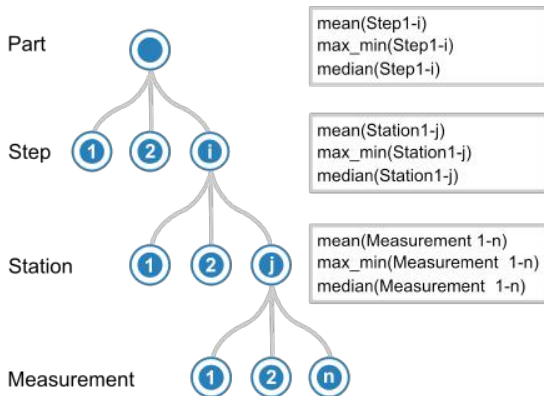 Part
mean(Step1-i)
max_min(Step1-i)
median(Step1-i)
Step
1 2 i
mean(Station1-j)
max_min(Station1-j)
median(Station1-j)
Station
1 2 j
mean(Measurement 1-n)
max_min(Measurement 1-n)
median(Measurement 1-n)
Measurement
1 2 n